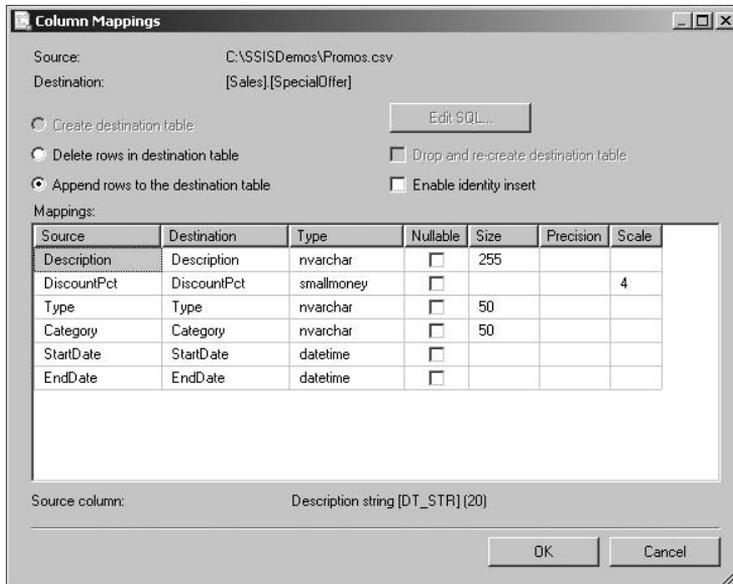 Column Mappings
Source: C:\SSISDemos\Promos.csv
Destination: [Sales].[SpecialOffer]
Create destination table Edit SQL...
Delete rows in destination table Drop and re-create destination table
Append rows to the destination table Enable identity insert
Mappings:
Source Destination Type Nullable Size Precision Scale
Description Description nvarchar 255
DiscountPct DiscountPct smallmoney 4
Type Type nvarchar 50
Category Category nvarchar 50
StartDate StartDate datetime
EndDate EndDate datetime
Source column: Description string [DT_STR] (20)
OK Cancel